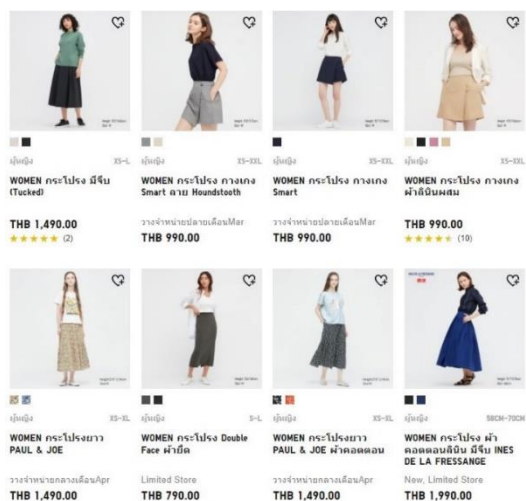 ผู้หญิง XS-L
WOMEN กระโปรง มีจีบ
(Tucked)
THB 1,490.00
(2)
ผู้หญิง XS-XXL
WOMEN กระโปรง กางเกง
Smart ลาย Houndstooth
วางจำหน่ายปลายเดือนMar
THB 990.00
ผู้หญิง XS-XXL
WOMEN กระโปรง กางเกง
Smart
วางจำหน่ายปลายเดือนMar
THB 990.00
ผู้หญิง XS-XXL
WOMEN กระโปรง กางเกง
ผ้าลินินผสม
THB 990.00
(10)
ผู้หญิง XS-XL
WOMEN กระโปรงยาว
PAUL & JOE
วางจำหน่ายกลางเดือนApr
THB 1,490.00
ผู้หญิง S-L
WOMEN กระโปรง Double
Face ผ้ายืด
Limited Store
THB 790.00
ผู้หญิง XS-XL
WOMEN กระโปรงยาว
PAUL & JOE ผ้าคอตตอน
วางจำหน่ายกลางเดือนApr
THB 1,490.00
ผู้หญิง 58CM-70CM
WOMEN กระโปรง ผ้า
คอตตอนลินิน มีจีบ INES
DE LA FRESSANGE
New, Limited Store
THB 1,990.00